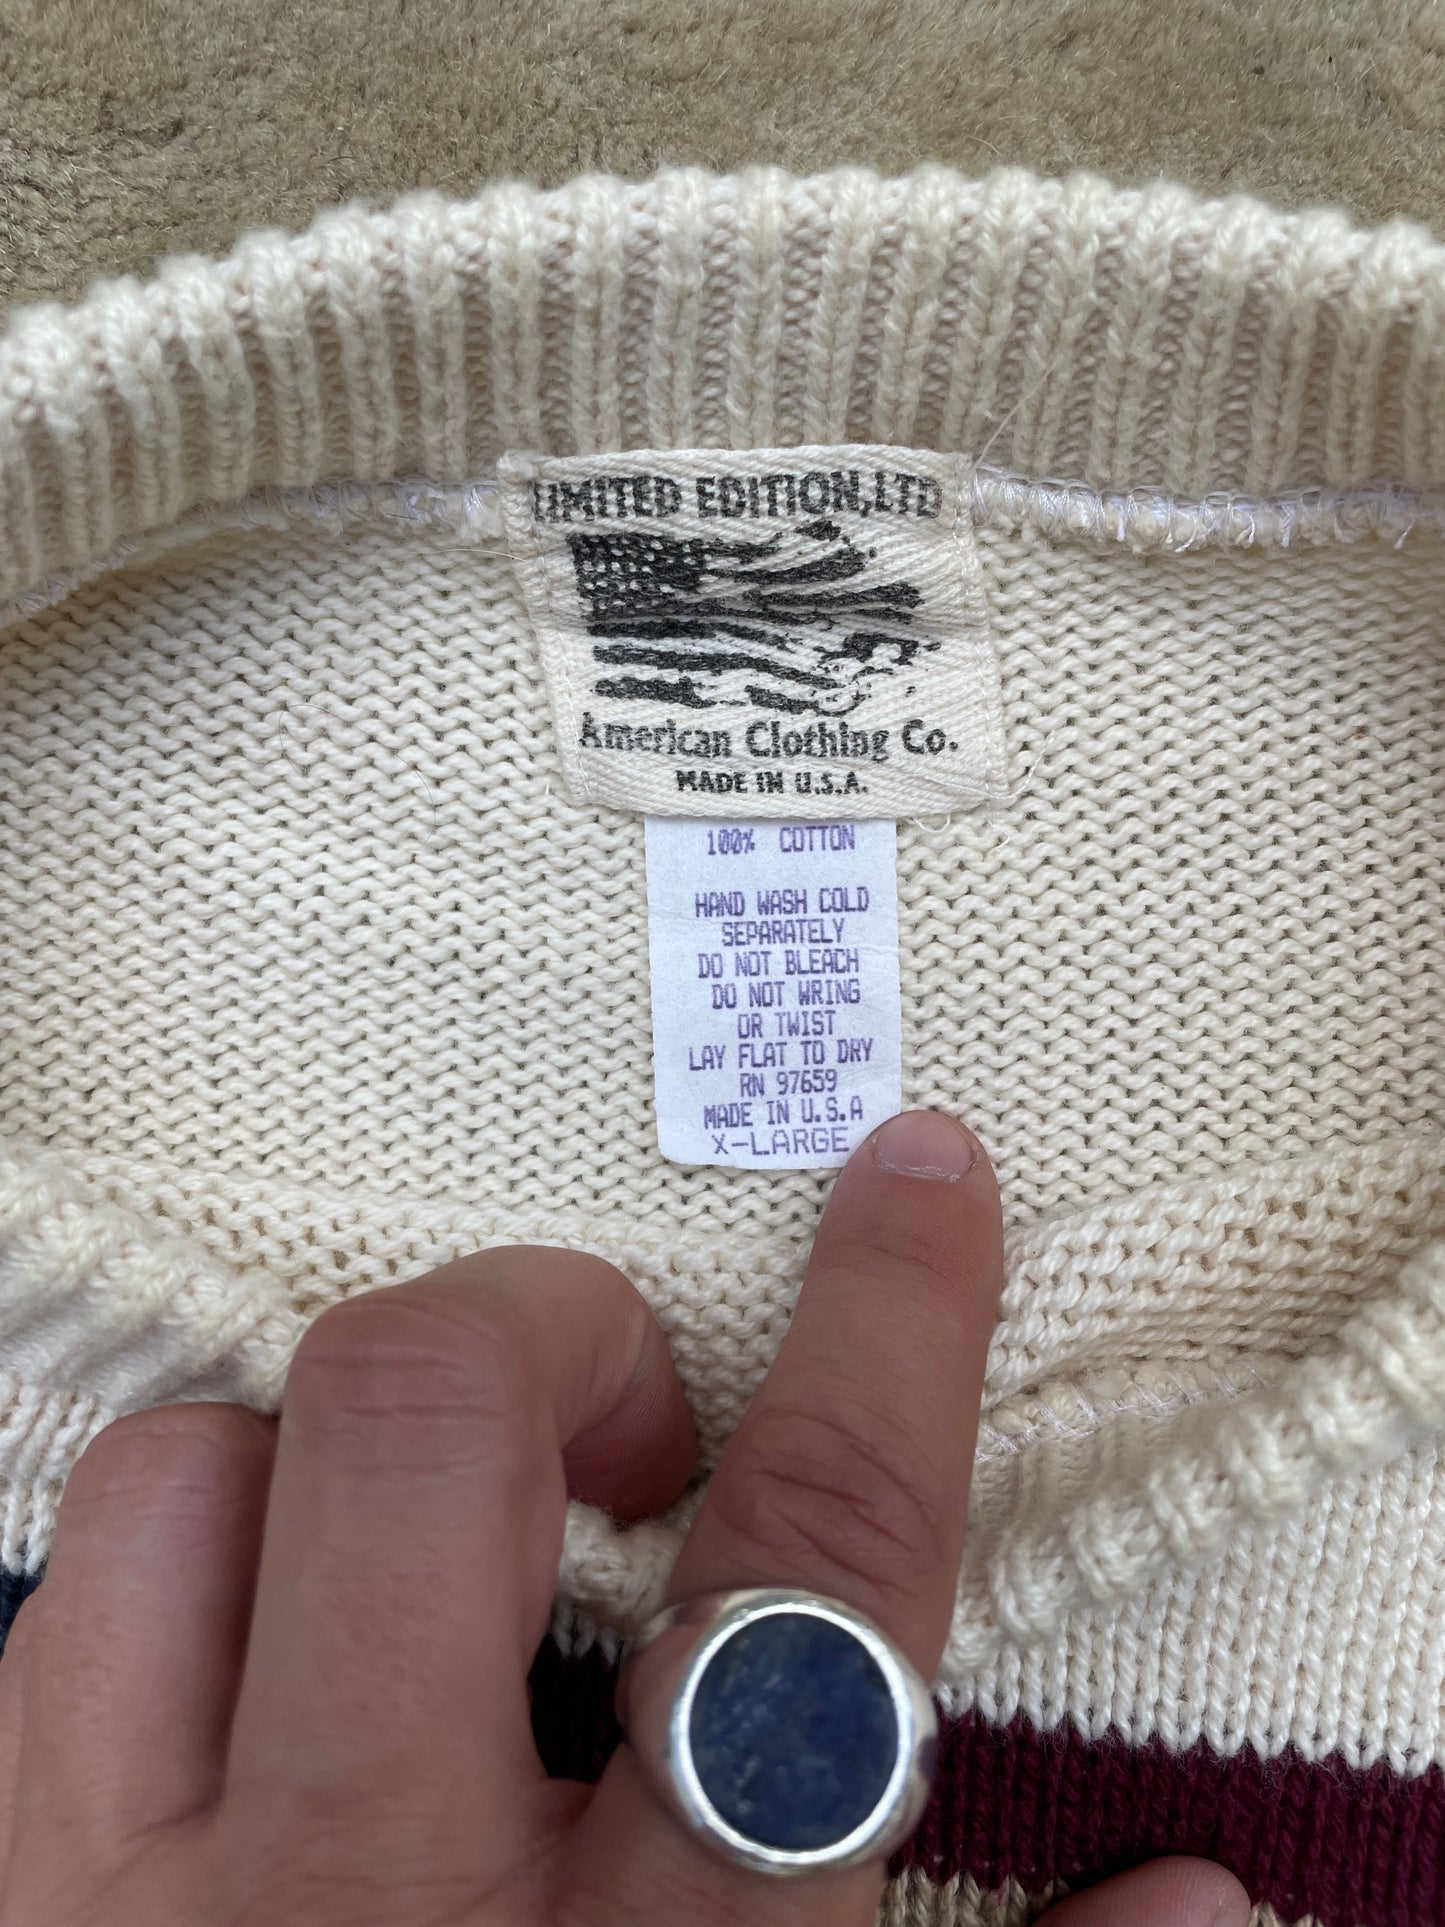 LIMITED EDITION, LTD
American Clothing Co.
MADE IN U.S.A.
100% COTTON
HAND WASH COLD
SEPARATELY
DO NOT BLEACH
DO NOT WRING
OR TWIST
LAY FLAT TO DRY
RN 97659
MADE IN U.S.A
X-LARGE